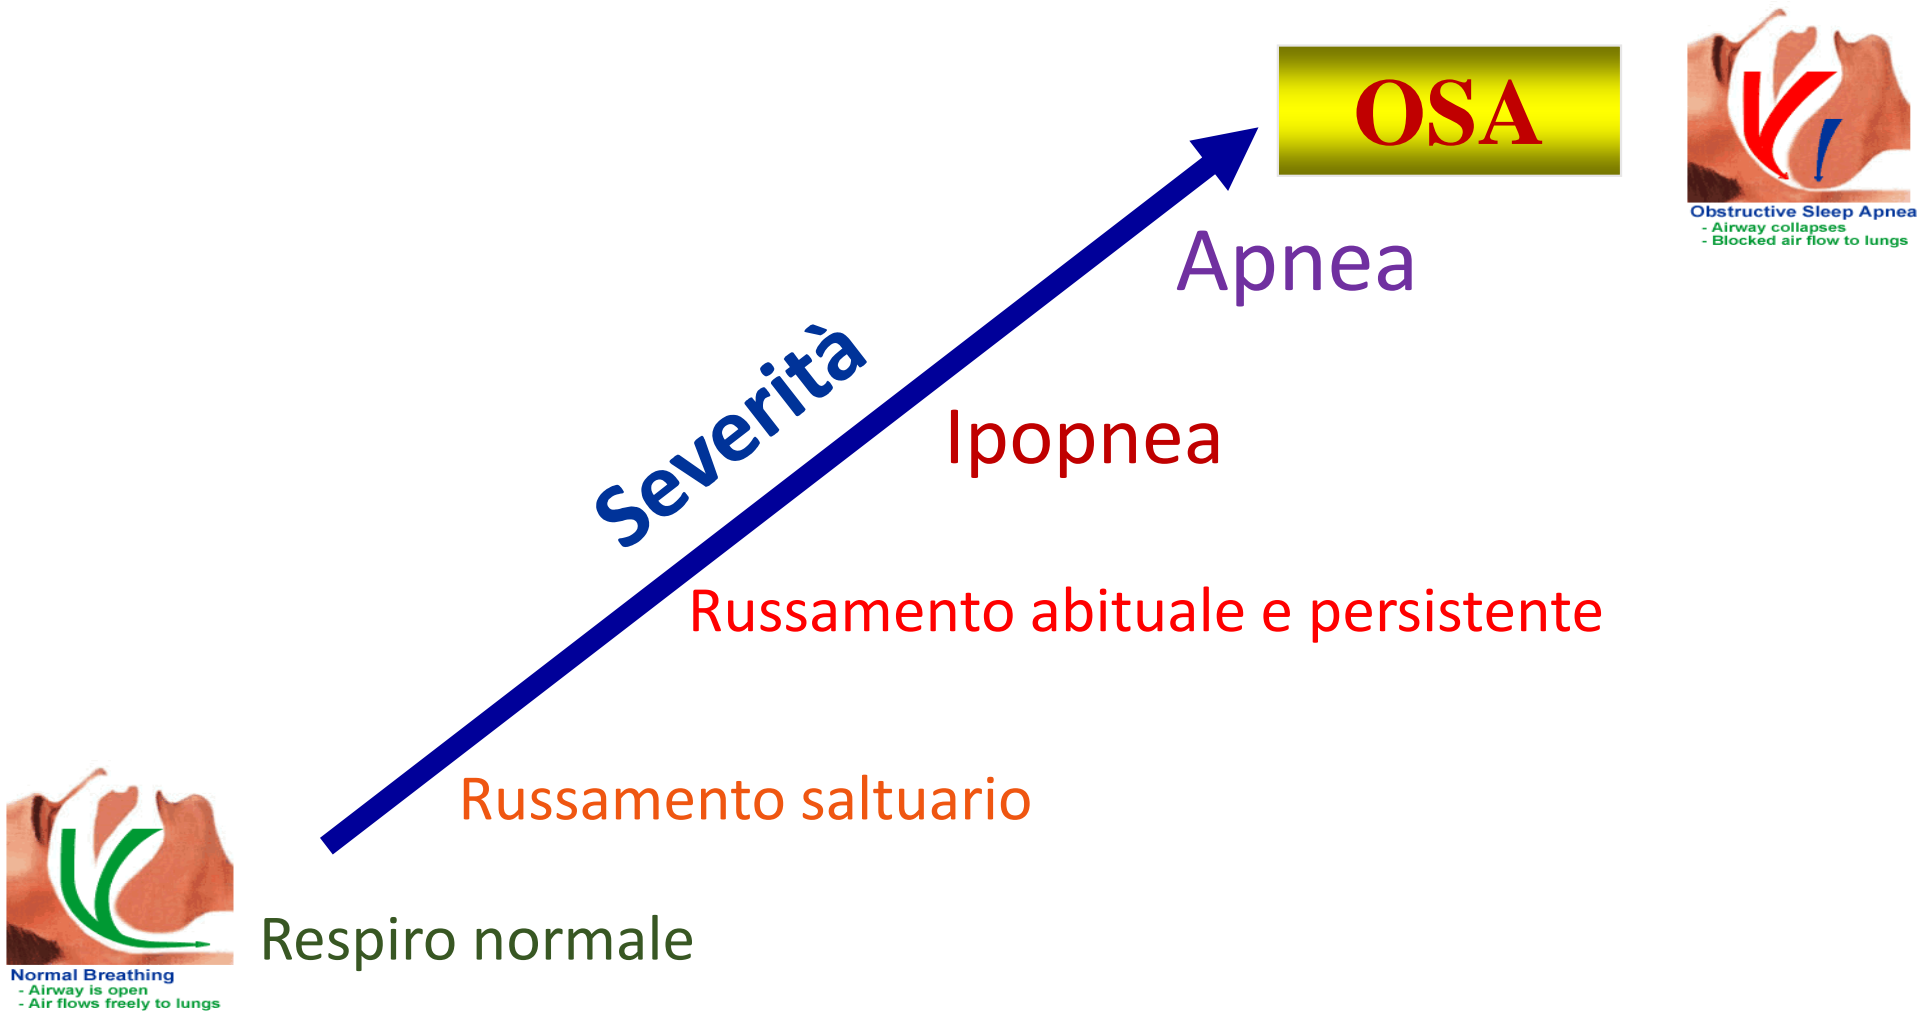 OSA
Obstructive Sleep Apnea
- Airway collapses
- Blocked air flow to lungs
Apnea
Severità
Ipopnea
Russamento abituale e persistente
Russamento saltuario
Respiro normale
Normal Breathing
- Airway is open
- Air flows freely to lungs